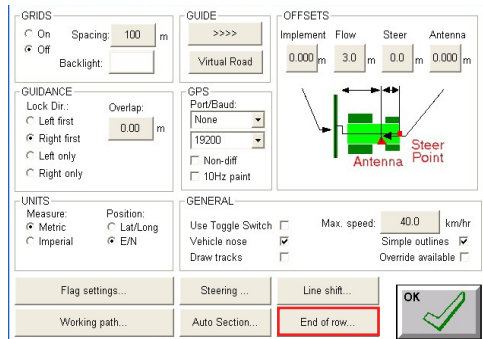 GRIDS
On Spacing: 100 m
Off
Backlight:
GUIDE
>>>>
Virtual Road
OFFSETS
Implement Flow Steer Antenna
0.000 m 3.0 m 0.0 m 0.000 m
Antenna Steer Point
GUIDANCE
Lock Dir.: Overlap:
Left first 0.00 m
Right first
Left only
Right only
GPS
Port/Baud:
None
19200
Non-diff
10Hz paint
UNITS
Measure: Position:
Metric Lat/Long
Imperial E/N
GENERAL
Use Toggle Switch Max. speed: 40.0 km/hr
Vehicle nose Simple outlines
Draw tracks Override available
Flag settings... Steering ... Line shift...
Working path... Auto Section... End of row...
OK